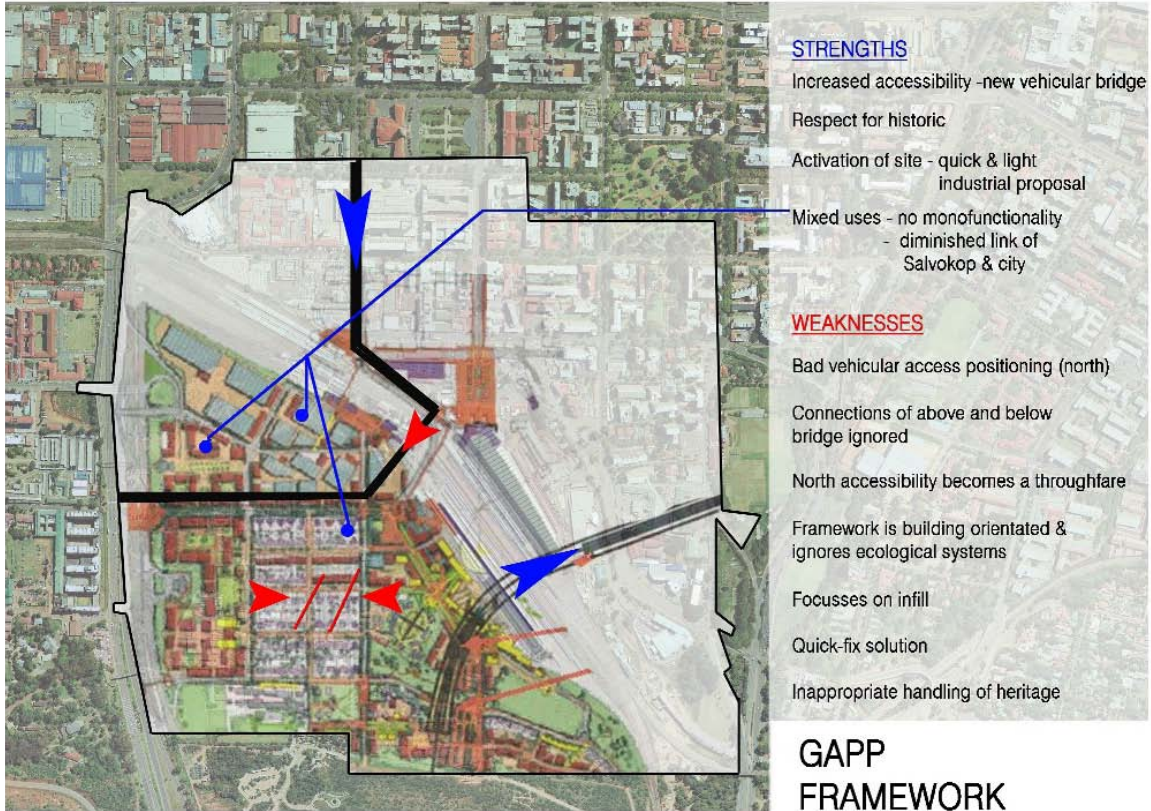 STRENGTHS
Increased accessibility -new vehicular bridge
Respect for historic
Activation of site - quick & light
industrial proposal
Mixed uses - no monofunctionality
- diminished link of
Salvokop & city
WEAKNESSES
Bad vehicular access positioning (north)
Connections of above and below
bridge ignored
North accessibility becomes a throughfare
Framework is building orientated &
ignores ecological systems
Focusses on infill
Quick-fix solution
Inappropriate handling of heritage
GAPP
FRAMEWORK